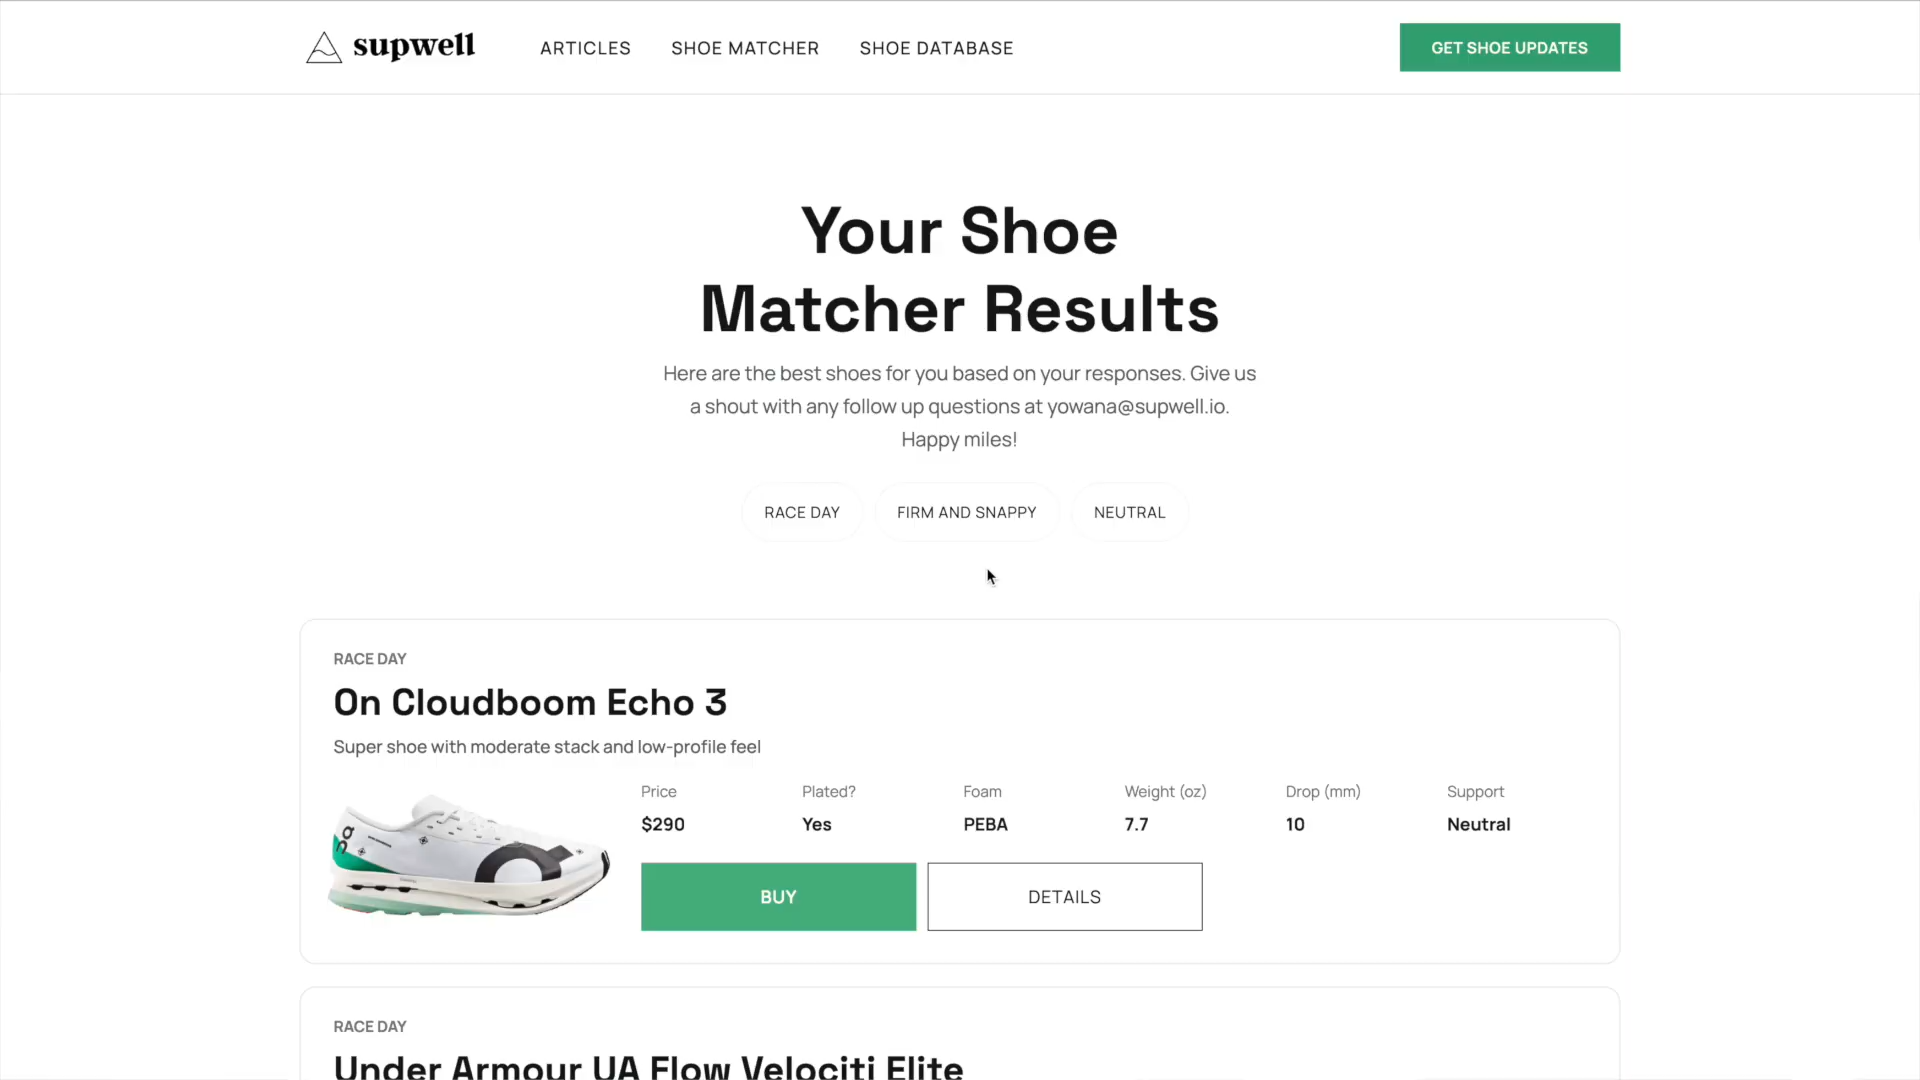 supwell
ARTICLES
SHOE MATCHER
SHOE DATABASE
GET SHOE UPDATES
Your Shoe
Matcher Results
Here are the best shoes for you based on your responses. Give us
a shout with any follow up questions at yowana@supwell.io.
Happy miles!
RACE DAY
FIRM AND SNAPPY
NEUTRAL
RACE DAY
On Cloudboom Echo 3
Super shoe with moderate stack and low-profile feel
Price
Plated?
Foam
Weight (oz)
Drop (mm)
Support
$290
Yes
PEBA
7.7
10
Neutral
BUY
DETAILS
RACE DAY
Under Armour UA Flow Velociti Elite